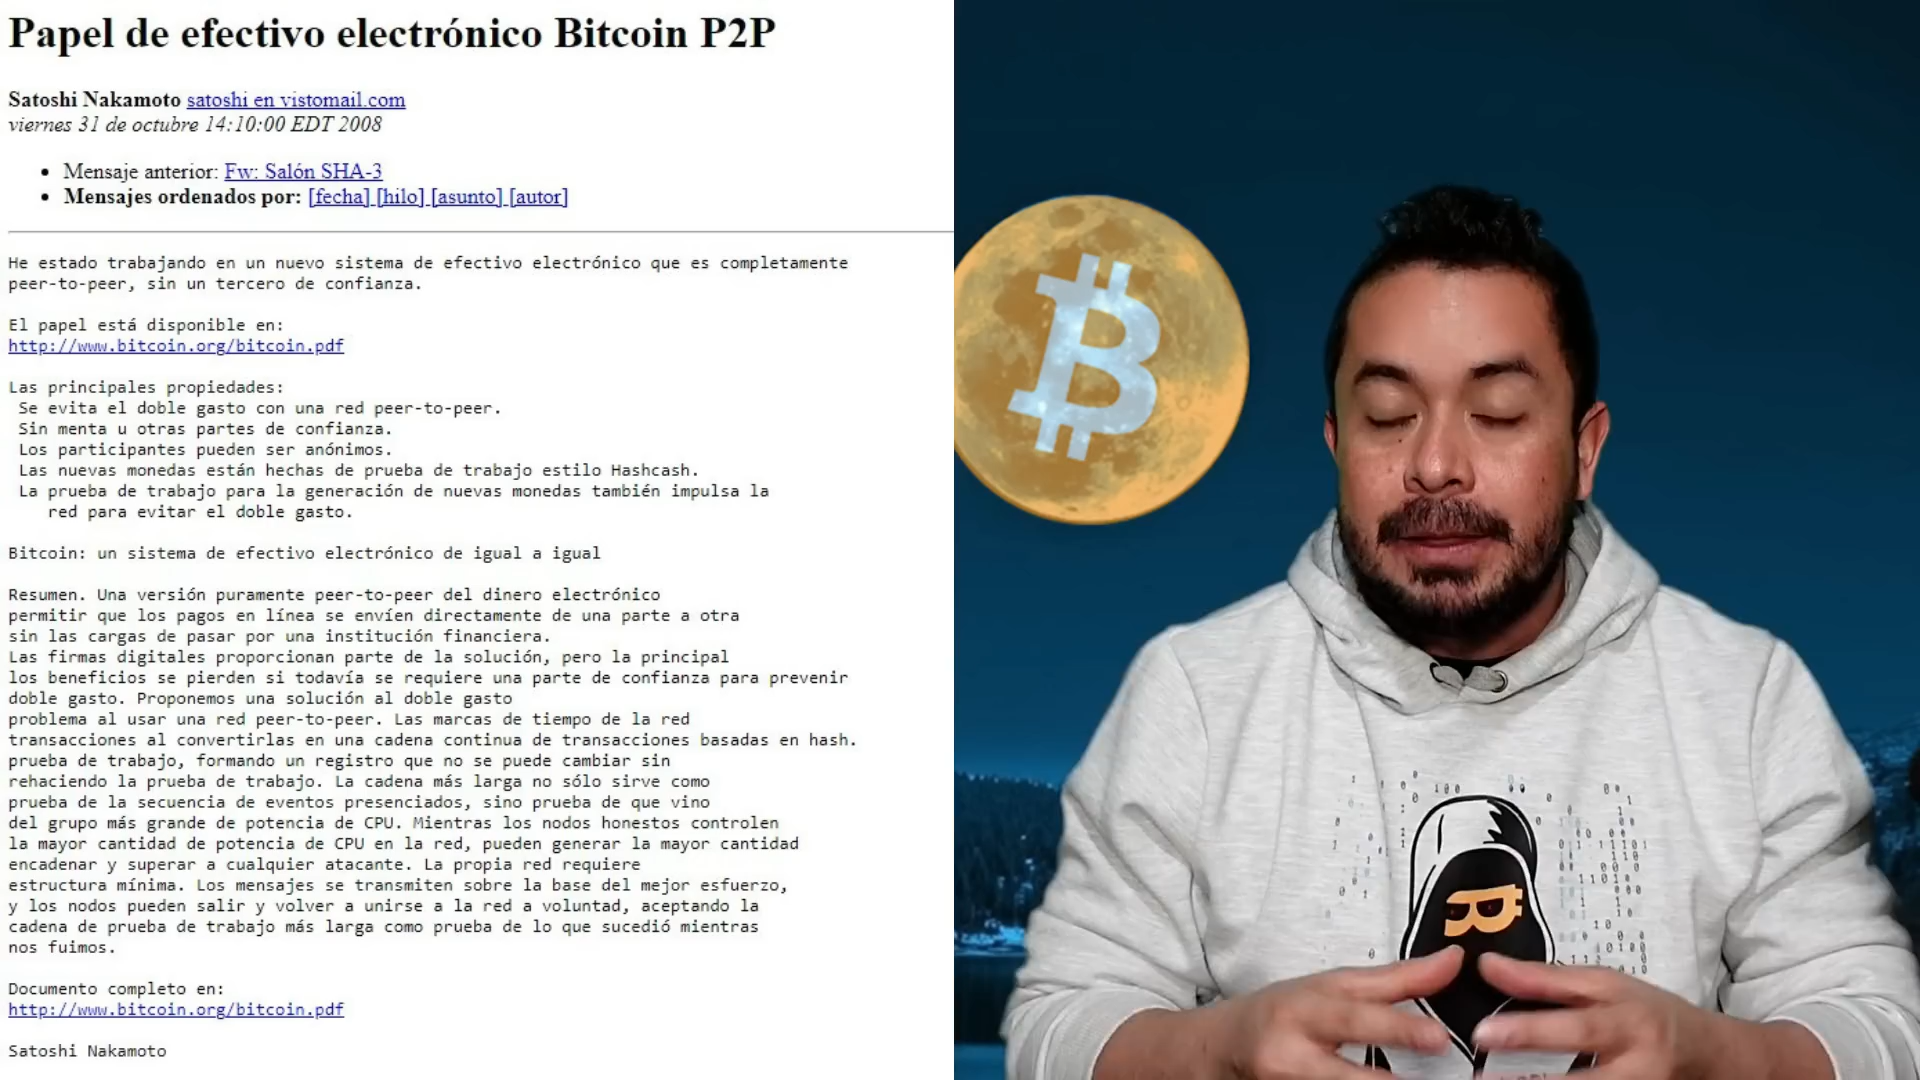 Papel de efectivo electrónico Bitcoin P2P
Satoshi Nakamoto satoshi en vistomail.com
viernes 31 de octubre 14:10:00 EDT 2008
• Mensaje anterior: Fw: Salón SHA-3
• Mensajes ordenados por: [fecha] [hilo] [asunto] [autor]
He estado trabajando en un nuevo sistema de efectivo electrónico que es completamente
peer-to-peer, sin un tercero de confianza.
El papel está disponible en:
http://www.bitcoin.org/bitcoin.pdf
Las principales propiedades:
Se evita el doble gasto con una red peer-to-peer.
Sin menta u otras partes de confianza.
Los participantes pueden ser anónimos.
Las nuevas monedas están hechas de prueba de trabajo estilo Hashcash.
La prueba de trabajo para la generación de nuevas monedas también impulsa la
red para evitar el doble gasto.
Bitcoin: un sistema de efectivo electrónico de igual a igual
Resumen. Una versión puramente peer-to-peer del dinero electrónico
permitir que los pagos en línea se envíen directamente de una parte a otra
sin las cargas de pasar por una institución financiera.
Las firmas digitales proporcionan parte de la solución, pero la principal
los beneficios se pierden si todavía se requiere una parte de confianza para prevenir
doble gasto. Proponemos una solución al doble gasto
problema al usar una red peer-to-peer. Las marcas de tiempo de la red
transacciones al convertirlas en una cadena continua de transacciones basadas en hash.
prueba de trabajo, formando un registro que no se puede cambiar sin
rehaciendo la prueba de trabajo. La cadena más larga no sólo sirve como
prueba de la secuencia de eventos presenciados, sino prueba de que vino
del grupo más grande de potencia de CPU. Mientras los nodos honestos controlen
la mayor cantidad de potencia de CPU en la red, pueden generar la mayor cantidad
encadenar y superar a cualquier atacante. La propia red requiere
estructura mínima. Los mensajes se transmiten sobre la base del mejor esfuerzo,
y los nodos pueden salir y volver a unirse a la red a voluntad, aceptando la
cadena de prueba de trabajo más larga como prueba de lo que sucedió mientras
nos fuimos.
Documento completo en:
http://www.bitcoin.org/bitcoin.pdf
Satoshi Nakamoto